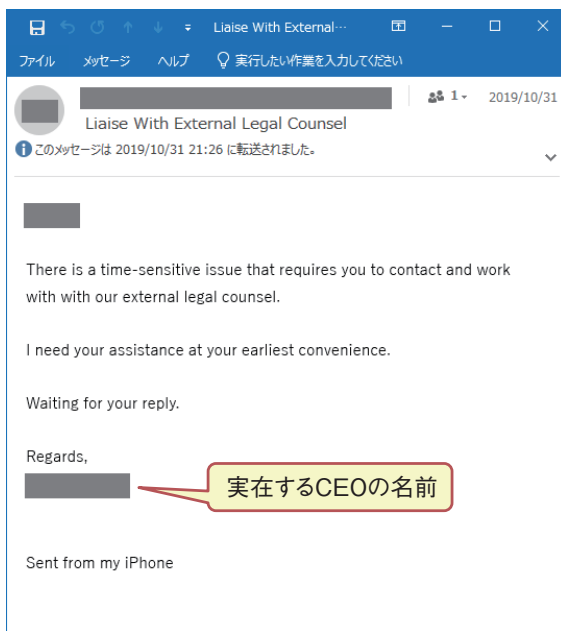 Liaise With External…
ファイル メッセージ ヘルプ 実行したい作業を入力してください
1 2019/10/31
Liaise With External Legal Counsel
このメッセージは 2019/10/31 21:26 に転送されました。
There is a time-sensitive issue that requires you to contact and work
with with our external legal counsel.
I need your assistance at your earliest convenience.
Waiting for your reply.
Regards,
実在するCEOの名前
Sent from my iPhone